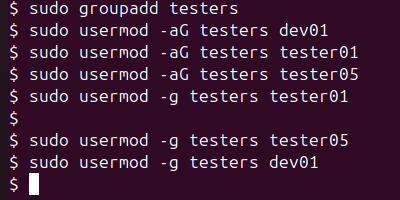 $ sudo groupadd testers
$ sudo usermod -aG testers dev01
$ sudo usermod -aG testers tester01
$ sudo usermod -aG testers tester05
$ sudo usermod -g testers tester01
$
$ sudo usermod -g testers tester05
$ sudo usermod -g testers dev01
$